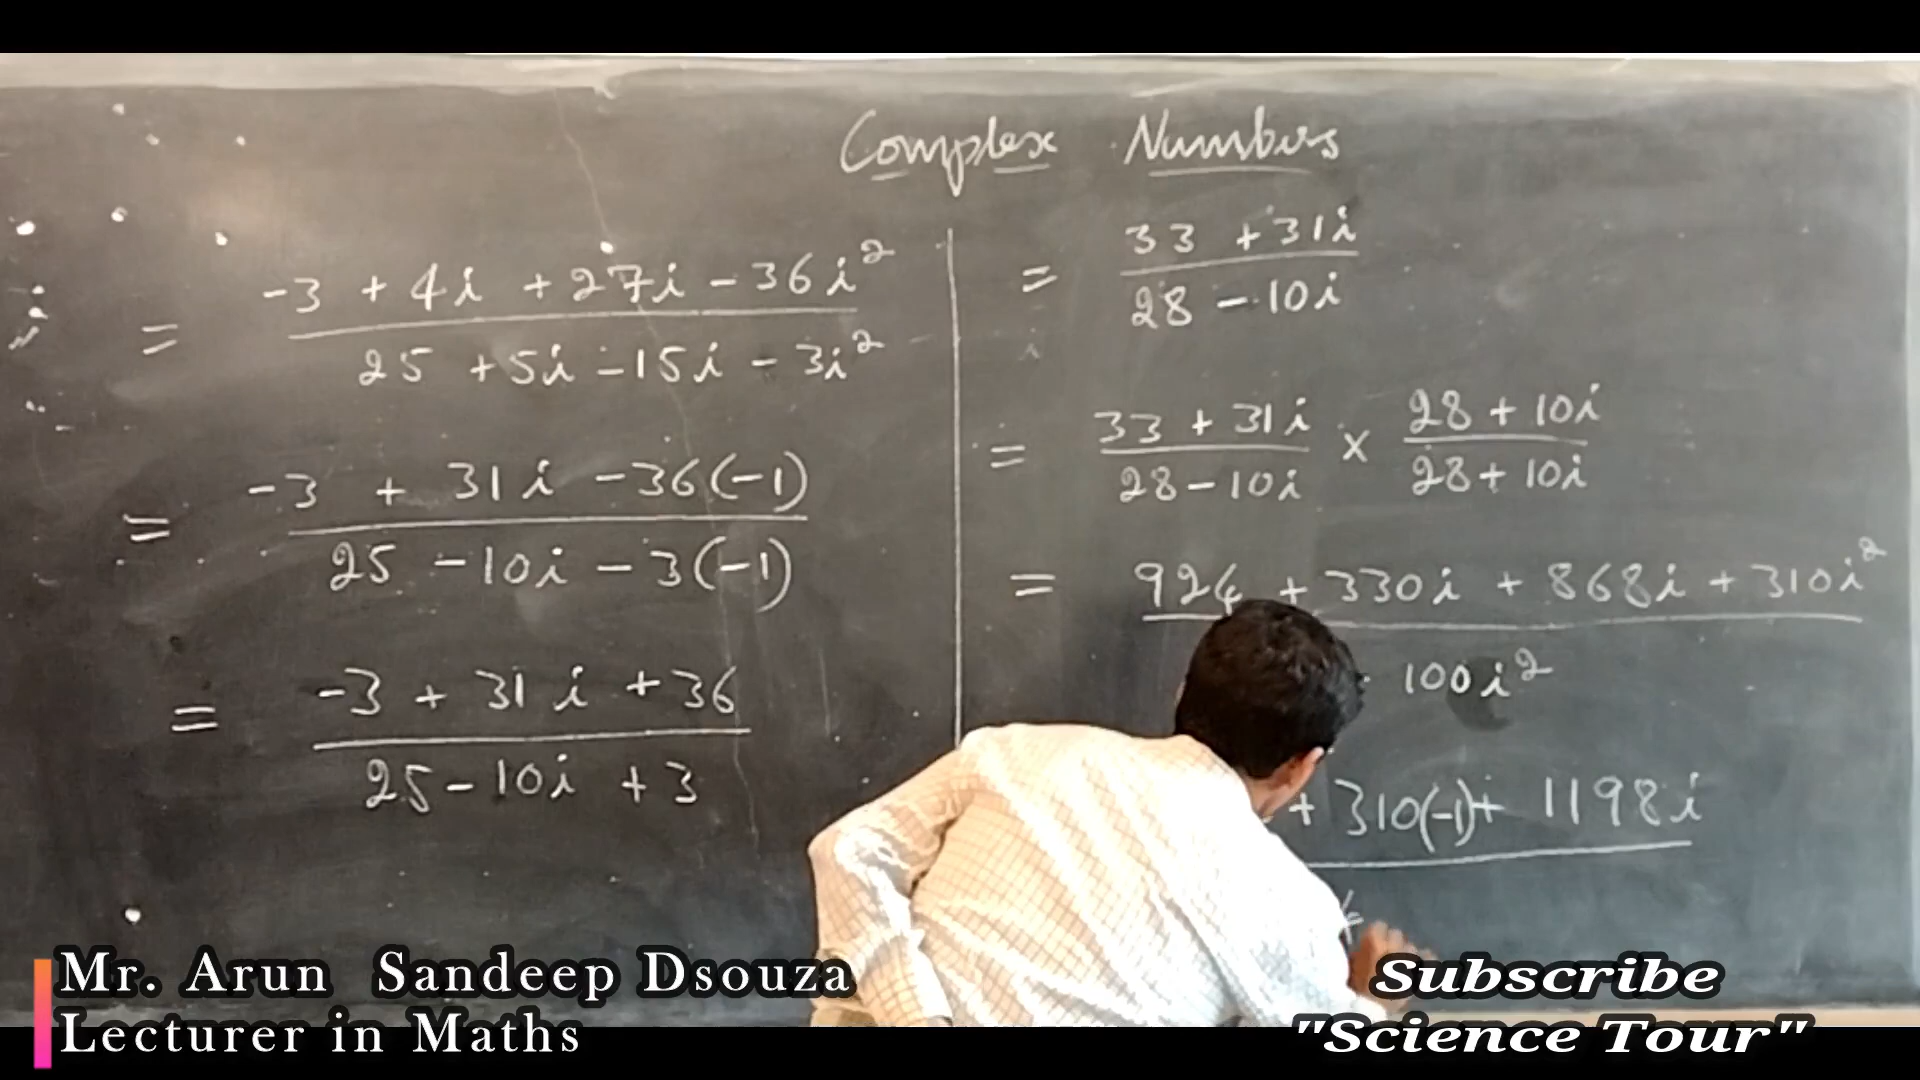 Complex Numbers
= -3 + 4i + 27i - 36i²
25 + 5i - 15i - 3i²
= -3 + 31i - 36(-1)
25 - 10i - 3(-1)
= -3 + 31i + 36
25 - 10i + 3
= 33 + 31i
28 - 10i
= 33 + 31i × 28 + 10i
28 - 10i 28 + 10i
= 924 + 330i + 868i + 310i²
100i²
+ 310(-1) + 1198i
Mr. Arun Sandeep Dsouza
Lecturer in Maths
Subscribe
"Science Tour"